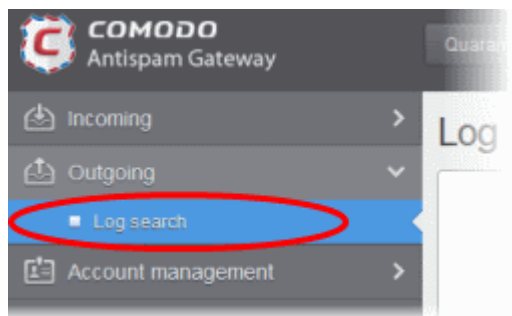 COMODO
Antispam Gateway
Quaran
Incoming
Log
Outgoing
Log search
Account management